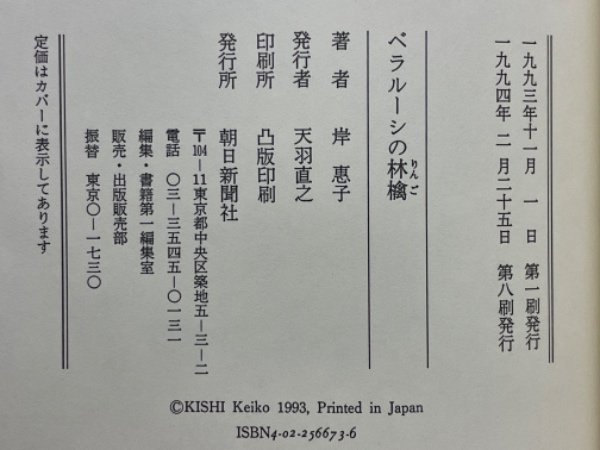 一九九三年十一月　一　日　第一刷発行
一九九四年　二　月二十五日　第八刷発行
ベラルーシの林檎
りんご
著　者　岸　惠子
発行者　天羽直之
印刷所　凸版印刷
発行所　朝日新聞社
〒104−11東京都中央区築地五−三−二
電話　〇三−三五四五−〇一三一
編集・書籍第一編集室
販売・出版販売部
振替　東京〇−一七三〇
定価はカバーに表示してあります
©KISHI Keiko 1993, Printed in Japan
ISBN4-02-256673-6